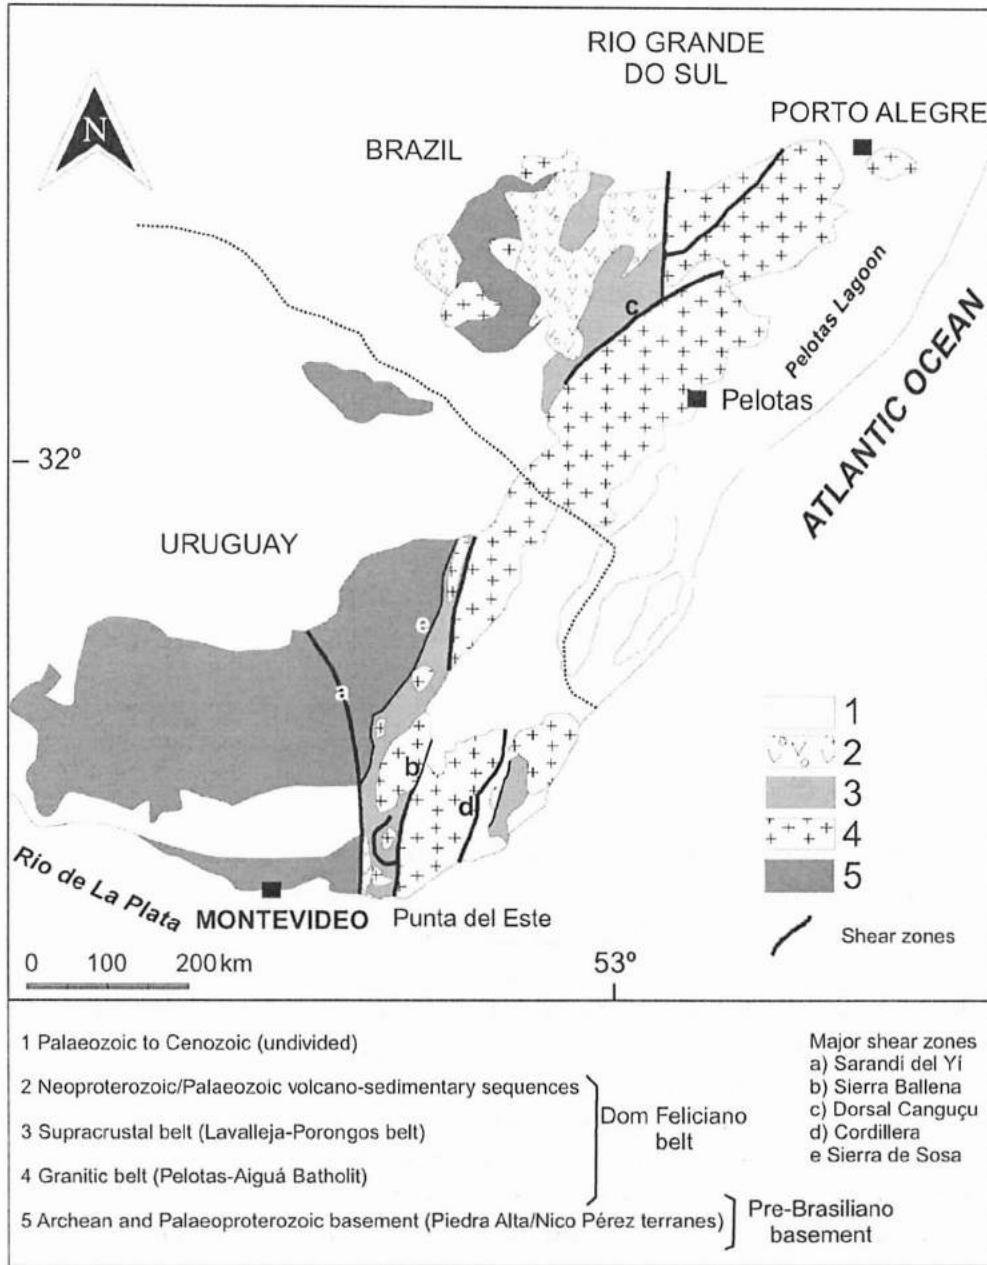 RIO GRANDE
DO SUL
PORTO ALEGRE
N
BRAZIL
c
Pelotas Lagoon
Pelotas
ATLANTIC OCEAN
32º
URUGUAY
e
a
b
d
1
2
3
4
5
Shear zones
Rio de La Plata
MONTEVIDEO
Punta del Este
0 100 200 km
53º
1 Palaeozoic to Cenozoic (undivided)
2 Neoproterozoic/Palaeozoic volcano-sedimentary sequences
3 Supracrustal belt (Lavalleja-Porongos belt)
4 Granitic belt (Pelotas-Aiguá Batholit)
Dom Feliciano
belt
5 Archean and Palaeoproterozoic basement (Piedra Alta/Nico Pérez terranes)
Pre-Brasiliano
basement
Major shear zones
a) Sarandí del Yí
b) Sierra Ballena
c) Dorsal Canguçu
d) Cordillera
e Sierra de Sosa